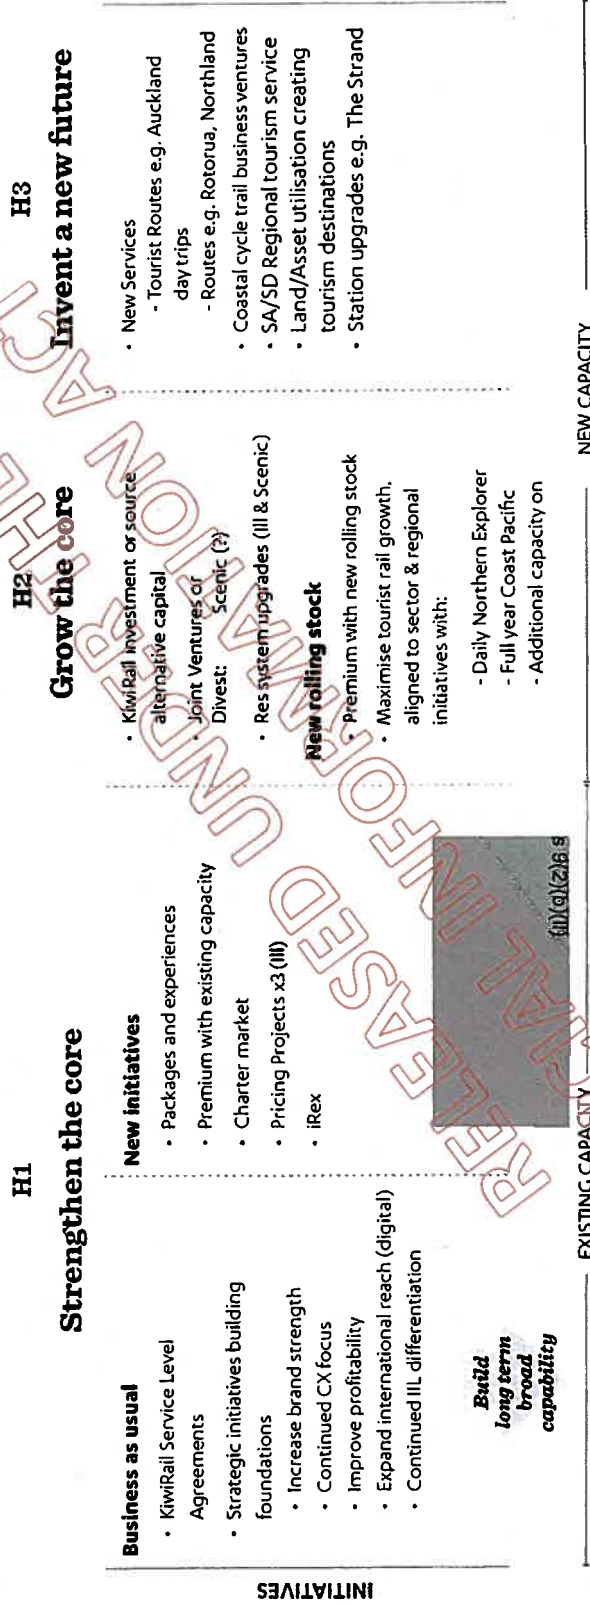 H1
Strengthen the core
H2
Grow the core
H3
Invent a new future
INITIATIVES
Business as usual
• KiwiRail Service Level
Agreements
• Strategic initiatives building
foundations
• Increase brand strength
• Continued CX focus
• Improve profitability
• Expand international reach (digital)
• Continued IIL differentiation
Build
long term
broad
capability
New initiatives
• Packages and experiences
• Premium with existing capacity
• Charter market
• Pricing Projects x3 (III)
• iRex
s 9(2)(b)(ii)
• KiwiRail investment or source
alternative capital
• Joint Ventures or
Divest: Scenic (?)
• Res system upgrades (III & Scenic)
New rolling stock
• Premium with new rolling stock
• Maximise tourist rail growth,
aligned to sector & regional
initiatives with:
- Daily Northern Explorer
- Full year Coast Pacific
- Additional capacity on
• New Services
- Tourist Routes e.g. Auckland
day trips
- Routes e.g. Rotorua, Northland
• Coastal cycle trail business ventures
• SA/SD Regional tourism service
• Land/Asset utilisation creating
tourism destinations
• Station upgrades e.g. The Strand
EXISTING CAPACITY
NEW CAPACITY
RELEASED UNDER THE
INFORMATION ACT